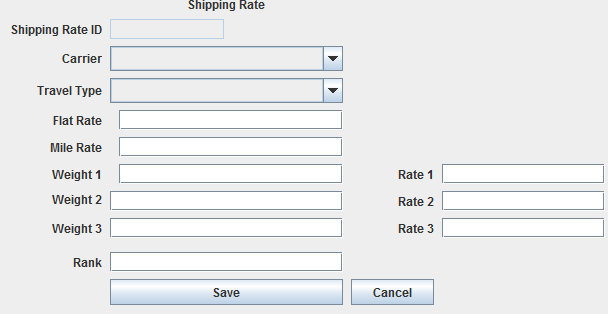 Shipping Rate
Shipping Rate ID
Carrier
Travel Type
Flat Rate
Mile Rate
Weight 1 Rate 1
Weight 2 Rate 2
Weight 3 Rate 3
Rank
Save Cancel